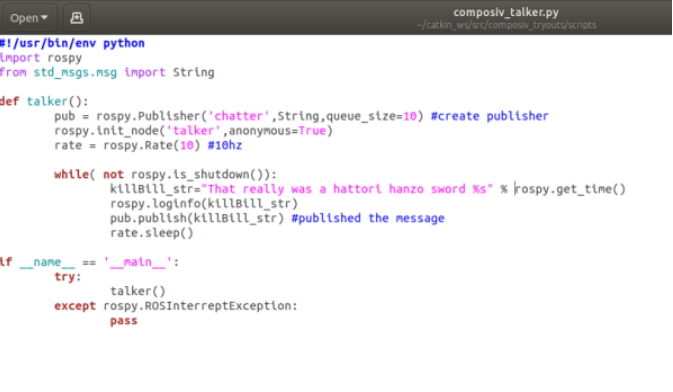 Open
composiv_talker.py
~/catkin_ws/src/composiv_tryouts/scripts
#!/usr/bin/env python
import rospy
from std_msgs.msg import String
def talker():
pub = rospy.Publisher('chatter',String,queue_size=10) #create publisher
rospy.init_node('talker',anonymous=True)
rate = rospy.Rate(10) #10hz
while( not rospy.is_shutdown()):
killBill_str="That really was a hattori hanzo sword %s" % rospy.get_time()
rospy.loginfo(killBill_str)
pub.publish(killBill_str) #published the message
rate.sleep()
if __name__ == '__main__':
try:
talker()
except rospy.ROSInterreptException:
pass